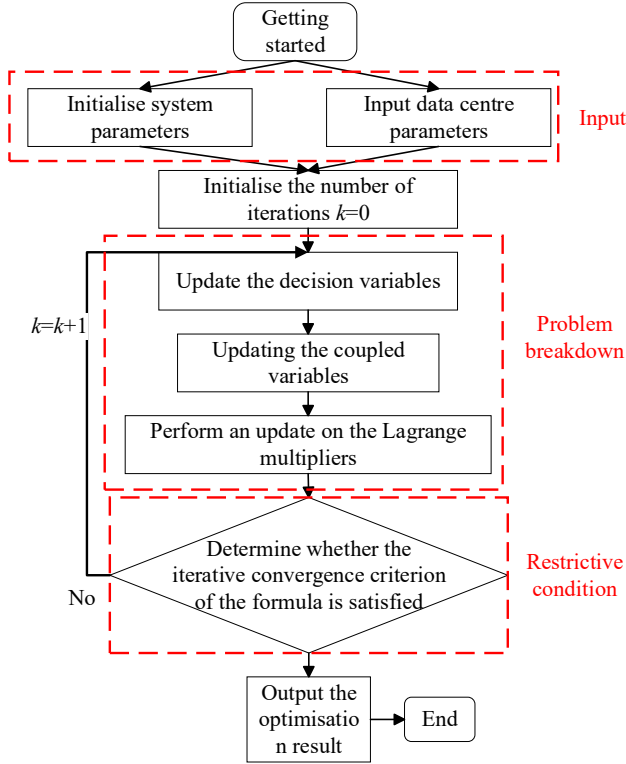 Getting
started
Initialise system
parameters
Input data centre
parameters
Input
Initialise the number of
iterations k=0
Update the decision variables
k=k+1
Updating the coupled
variables
Problem
breakdown
Perform an update on the Lagrange
multipliers
Determine whether the
iterative convergence criterion
of the formula is satisfied
Restrictive
condition
No
Output the
optimisatio
n result
End